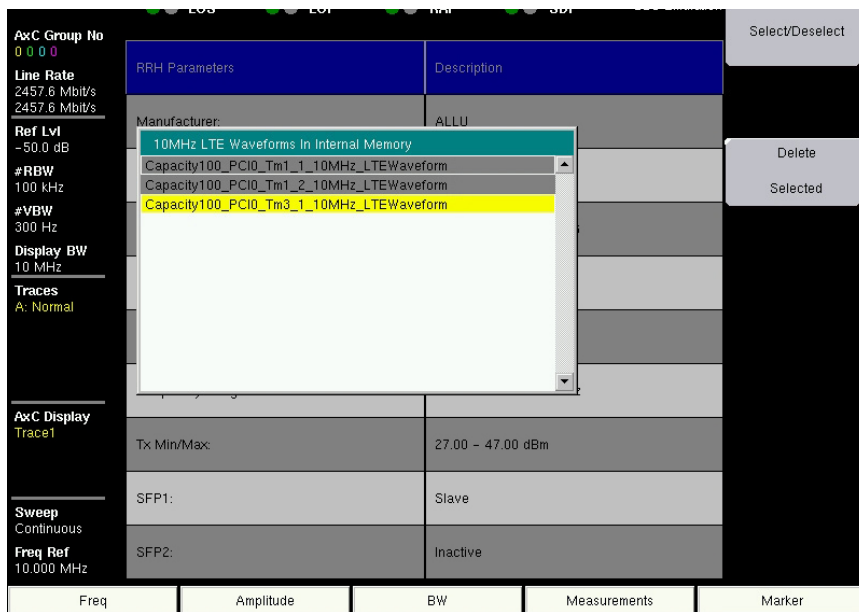 LOS LOF RAI SDI
AxC Group No
0 0 0 0
Line Rate
2457.6 Mbit/s
2457.6 Mbit/s
Ref Lvl
-50.0 dB
#RBW
100 kHz
#VBW
300 Hz
Display BW
10 MHz
Traces
A: Normal
AxC Display
Trace1
Sweep
Continuous
Freq Ref
10.000 MHz
RRH Parameters Description
Manufacturer: ALLU
10MHz LTE Waveforms In Internal Memory
Capacity100_PCI0_Tm1_1_10MHz_LTEWaveform
Capacity100_PCI0_Tm1_2_10MHz_LTEWaveform
Capacity100_PCI0_Tm3_1_10MHz_LTEWaveform
Tx Min/Max: 27.00 - 47.00 dBm
SFP1: Slave
SFP2: Inactive
Select/Deselect
Delete
Selected
Freq Amplitude BW Measurements Marker